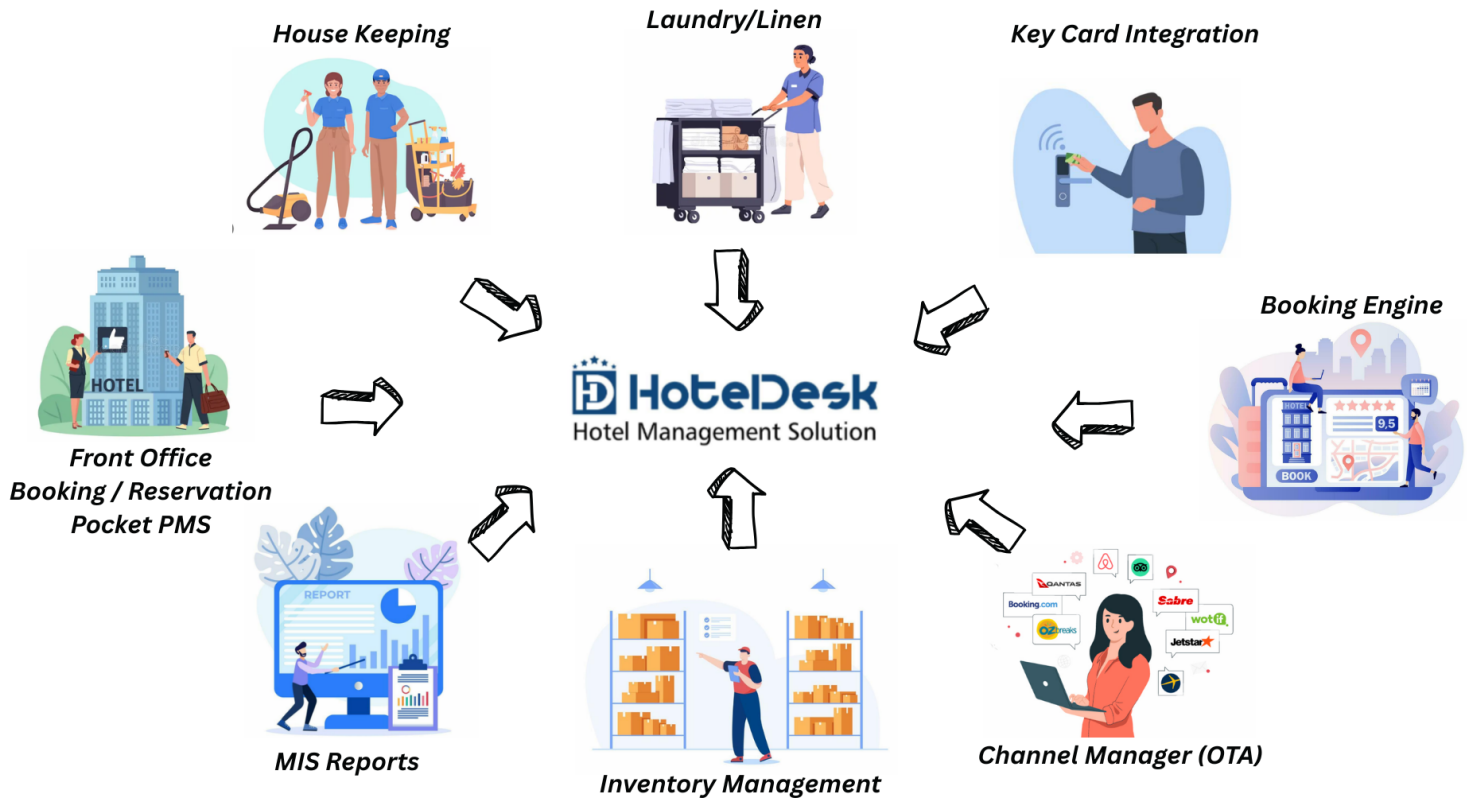 House Keeping
Laundry/Linen
Key Card Integration
HOTEL
Front Office
Booking / Reservation
Pocket PMS
HD HotelDesk
Hotel Management Solution
Booking Engine
HOTEL
9,5
BOOK
REPORT
MIS Reports
Inventory Management
QANTAS
Booking.com
OZbreaks
Sabre
wotif.
Jetstar
Channel Manager (OTA)